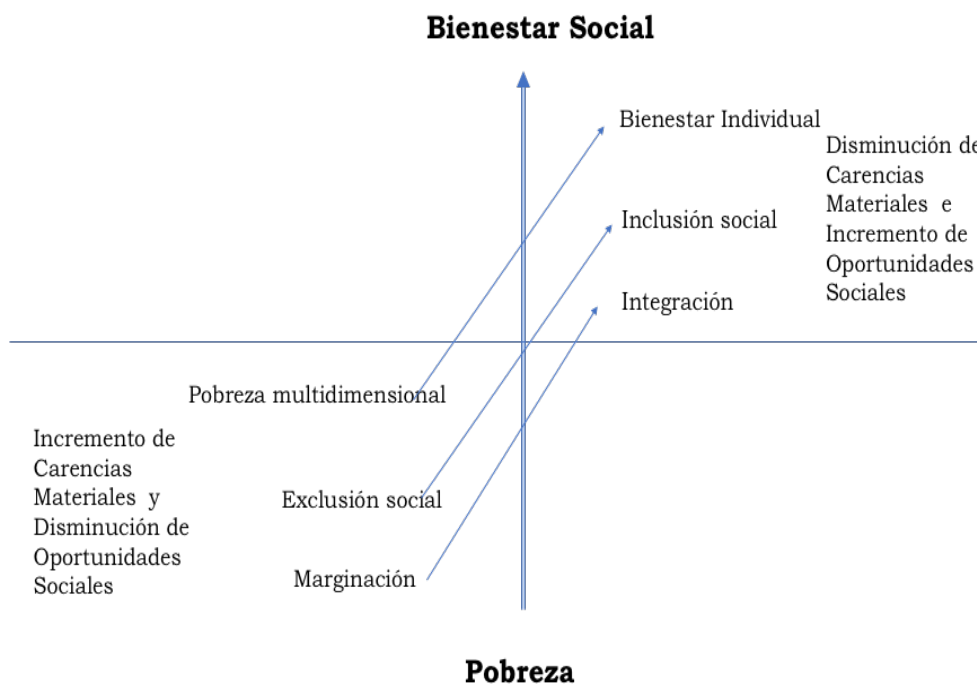 Bienestar Social
Bienestar Individual
Disminución de
Carencias
Materiales e
Incremento de
Oportunidades
Sociales
Inclusión social
Integración
Pobreza multidimensional
Incremento de
Carencias
Materiales y
Disminución de
Oportunidades
Sociales
Exclusión social
Marginación
Pobreza